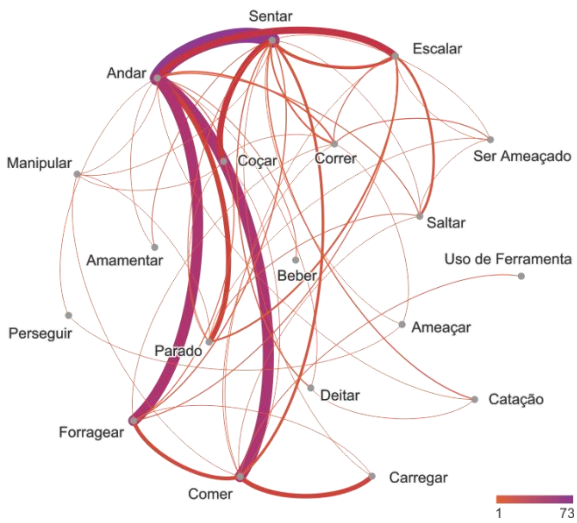 Sentar
Escalar
Andar
Manipular
Coçar
Correr
Ser Ameaçado
Saltar
Amamentar
Beber
Uso de Ferramenta
Perseguir
Parado
Ameaçar
Deitar
Catação
Forragear
Comer
Carregar
1 73